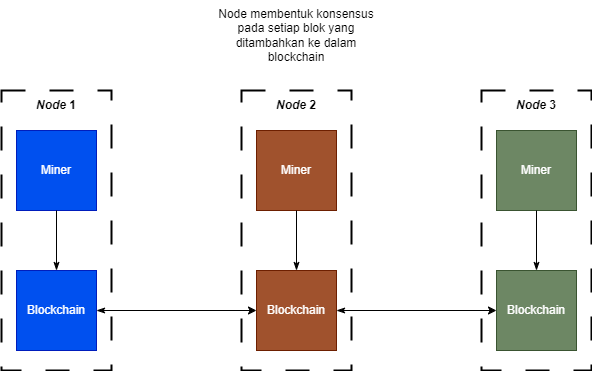 Node membentuk konsensus
pada setiap blok yang
ditambahkan ke dalam
blockchain
Node 1
Node 2
Node 3
Miner
Miner
Miner
Blockchain
Blockchain
Blockchain